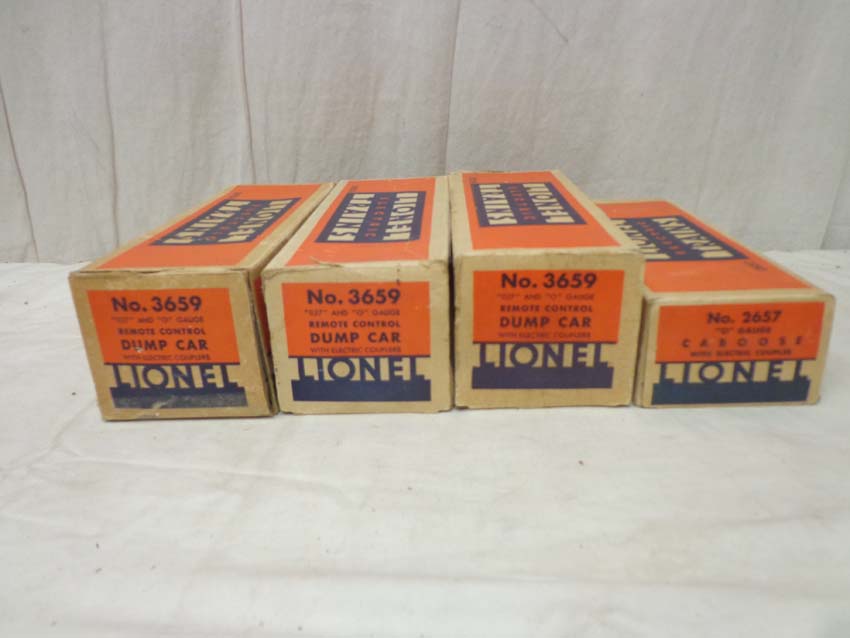 No. 3659
"027" AND "O" GAUGE
REMOTE CONTROL
DUMP CAR
WITH ELECTRIC COUPLERS
LIONEL
No. 3659
"027" AND "O" GAUGE
REMOTE CONTROL
DUMP CAR
WITH ELECTRIC COUPLERS
LIONEL
No. 3659
"027" AND "O" GAUGE
REMOTE CONTROL
DUMP CAR
WITH ELECTRIC COUPLERS
LIONEL
No. 2657
"O" GAUGE
CABOOSE
WITH ELECTRIC COUPLER
LIONEL